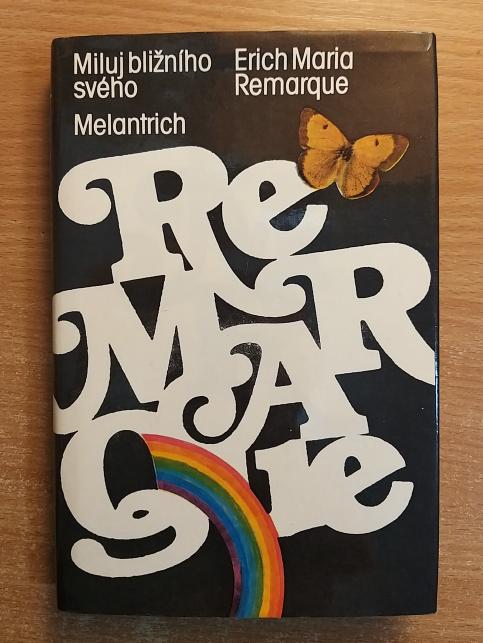 Miluj bližního
svého
Erich Maria
Remarque
Melantrich
Re
MAR
que